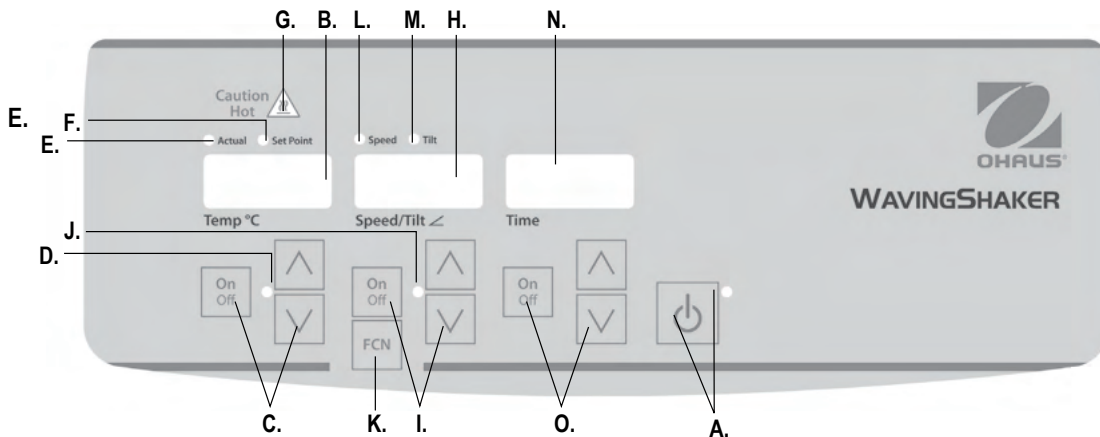 G. B. L. M. H. N.
Caution
Hot
E. F.
E. Actual Set Point Speed Tilt
OHAUS®
WAVINGSHAKER
Temp °C Speed/Tilt ∠ Time
J.
D.
On On On
Off Off Off
FCN
C. K. I. O. A.